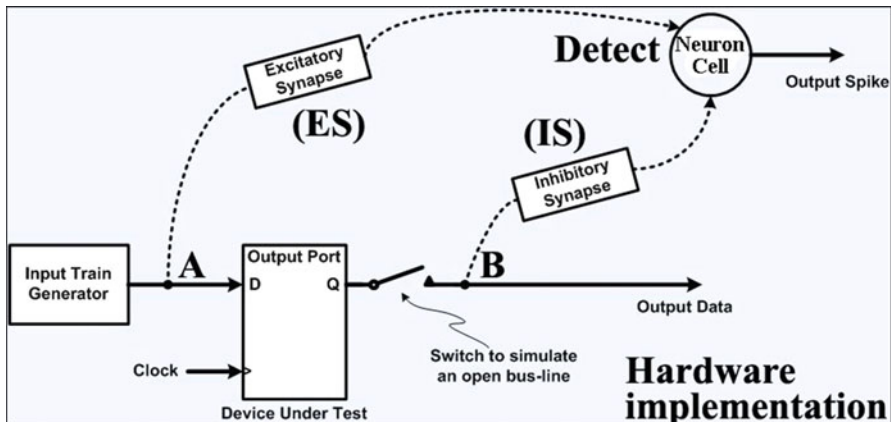 Excitatory
Synapse
(ES)
Detect
Neuron
Cell
Output Spike
(IS)
Inhibitory
Synapse
Input Train
Generator
A
Output Port
D
Q
B
Output Data
Clock
>
Switch to simulate
an open bus-line
Device Under Test
Hardware
implementation